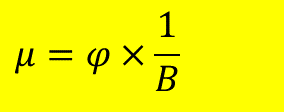 μ = φ × 1/B